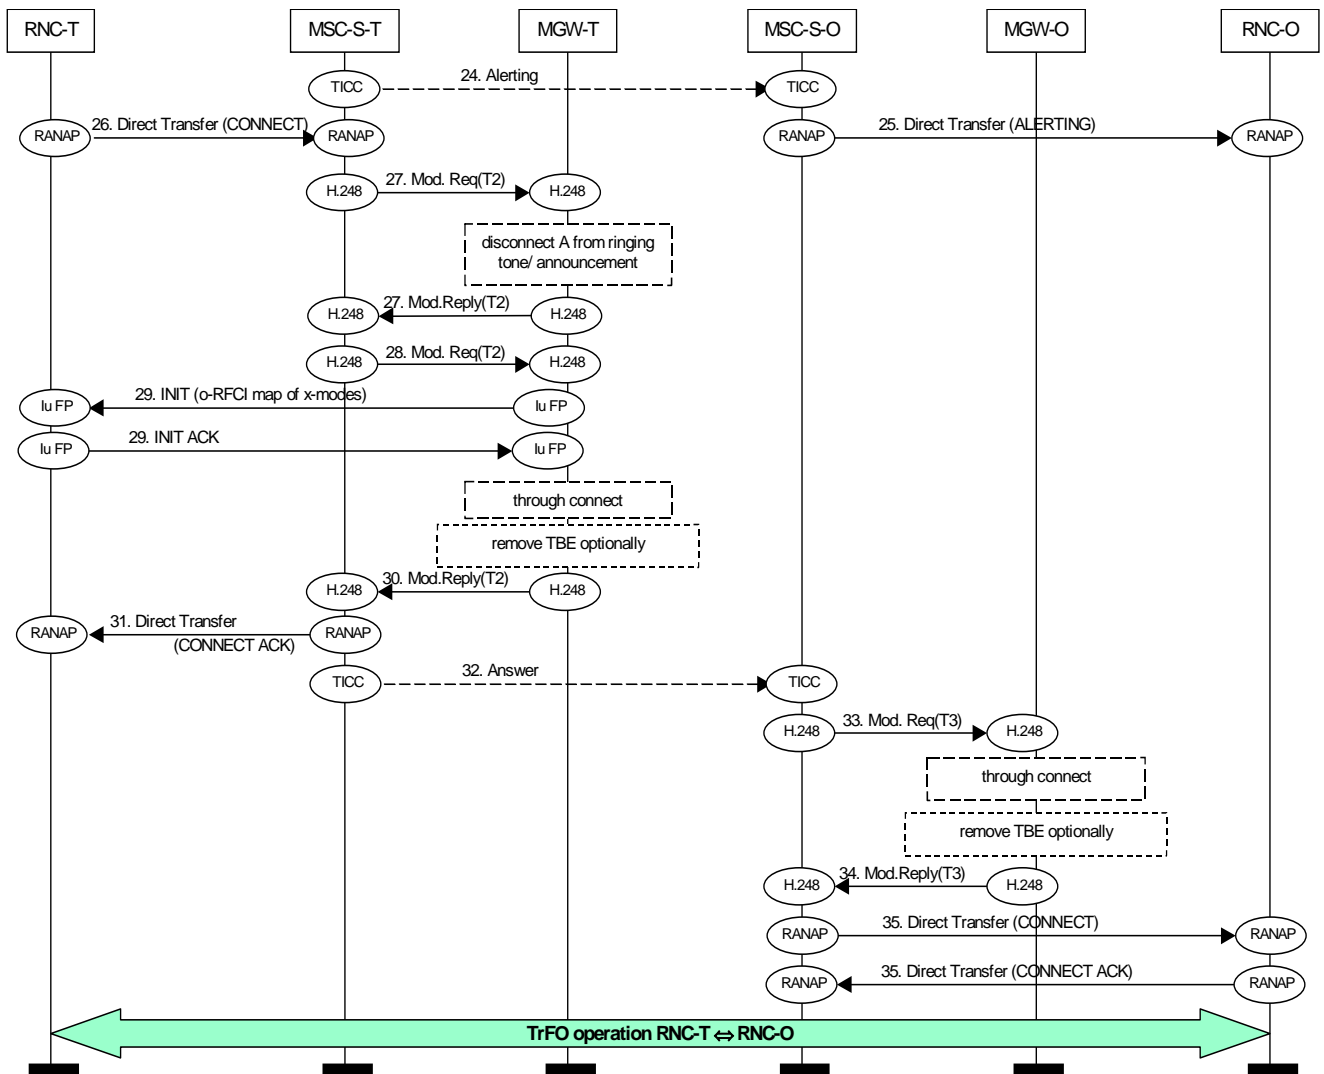 RNC-T MSC-S-T MGW-T MSC-S-O MGW-O RNC-O
TICC 24. Alerting TICC
RANAP 26. Direct Transfer (CONNECT) RANAP RANAP 25. Direct Transfer (ALERTING) RANAP
H.248 27. Mod. Req(T2) H.248
disconnect A from ringing
tone/ announcement
H.248 27. Mod.Reply(T2) H.248
H.248 28. Mod. Req(T2) H.248
29. INIT (o-RFCI map of x-modes)
Iu FP Iu FP
29. INIT ACK
Iu FP Iu FP
through connect
remove TBE optionally
H.248 30. Mod.Reply(T2) H.248
RANAP 31. Direct Transfer RANAP
(CONNECT ACK)
TICC 32. Answer TICC
H.248 33. Mod. Req(T3) H.248
through connect
remove TBE optionally
H.248 34. Mod.Reply(T3) H.248
RANAP 35. Direct Transfer (CONNECT) RANAP
RANAP 35. Direct Transfer (CONNECT ACK) RANAP
TrFO operation RNC-T ⇔ RNC-O